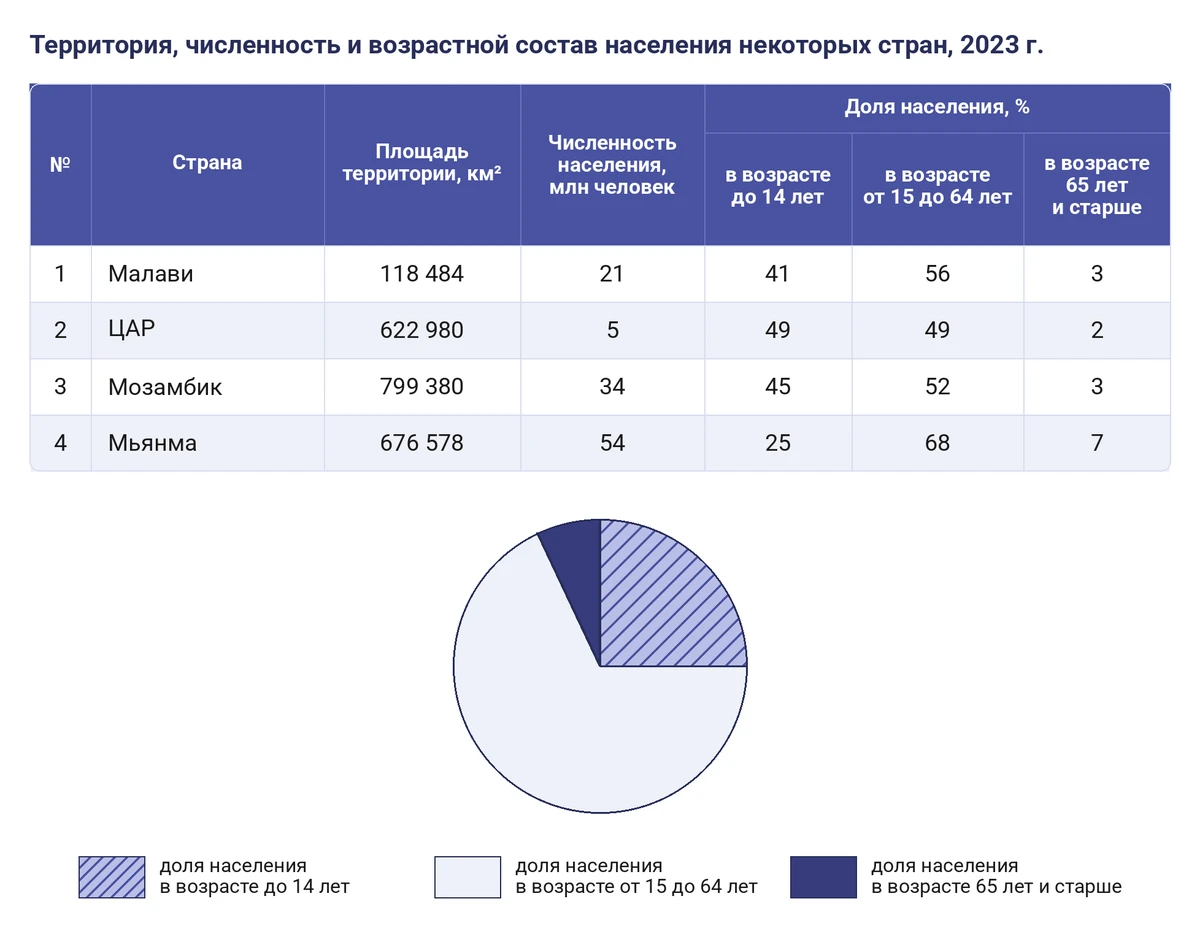 Территория, численность и возрастной состав населения некоторых стран, 2023 г.
№
Страна
Площадь
территории, км²
Численность
населения,
млн человек
Доля населения, %
в возрасте
до 14 лет
в возрасте
от 15 до 64 лет
в возрасте
65 лет
и старше
1 Малави 118 484 21 41 56 3
2 ЦАР 622 980 5 49 49 2
3 Мозамбик 799 380 34 45 52 3
4 Мьянма 676 578 54 25 68 7
доля населения
в возрасте до 14 лет
доля населения
в возрасте от 15 до 64 лет
доля населения
в возрасте 65 лет и старше